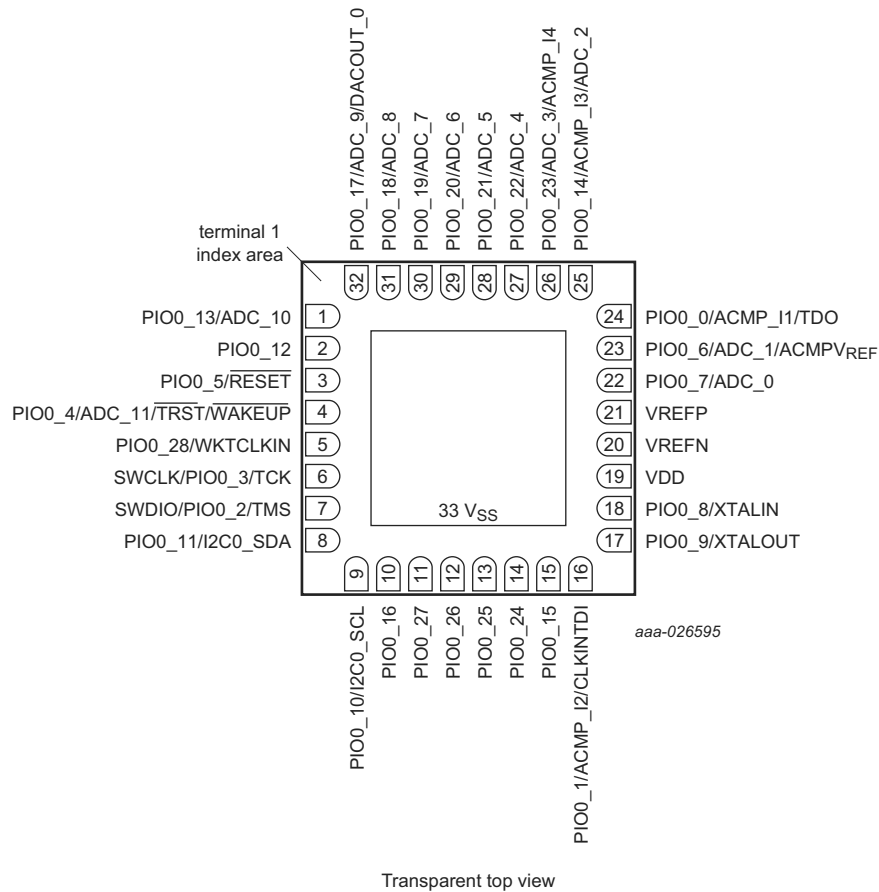 PIO0_17/ADC_9/DACOUT_0
PIO0_18/ADC_8
PIO0_19/ADC_7
PIO0_20/ADC_6
PIO0_21/ADC_5
PIO0_22/ADC_4
PIO0_23/ADC_3/ACMP_I4
PIO0_14/ACMP_I3/ADC_2
terminal 1
index area
32
31
30
29
28
27
26
25
PIO0_13/ADC_10 1
PIO0_12 2
PIO0_5/RESET 3
PIO0_4/ADC_11/TRST/WAKEUP 4
PIO0_28/WKTCLKIN 5
SWCLK/PIO0_3/TCK 6
SWDIO/PIO0_2/TMS 7
PIO0_11/I2C0_SDA 8
24 PIO0_0/ACMP_I1/TDO
23 PIO0_6/ADC_1/ACMPVREF
22 PIO0_7/ADC_0
21 VREFP
20 VREFN
19 VDD
18 PIO0_8/XTALIN
17 PIO0_9/XTALOUT
33 VSS
9
10
11
12
13
14
15
16
PIO0_10/I2C0_SCL
PIO0_16
PIO0_27
PIO0_26
PIO0_25
PIO0_24
PIO0_15
PIO0_1/ACMP_I2/CLKINTDI
aaa-026595
Transparent top view